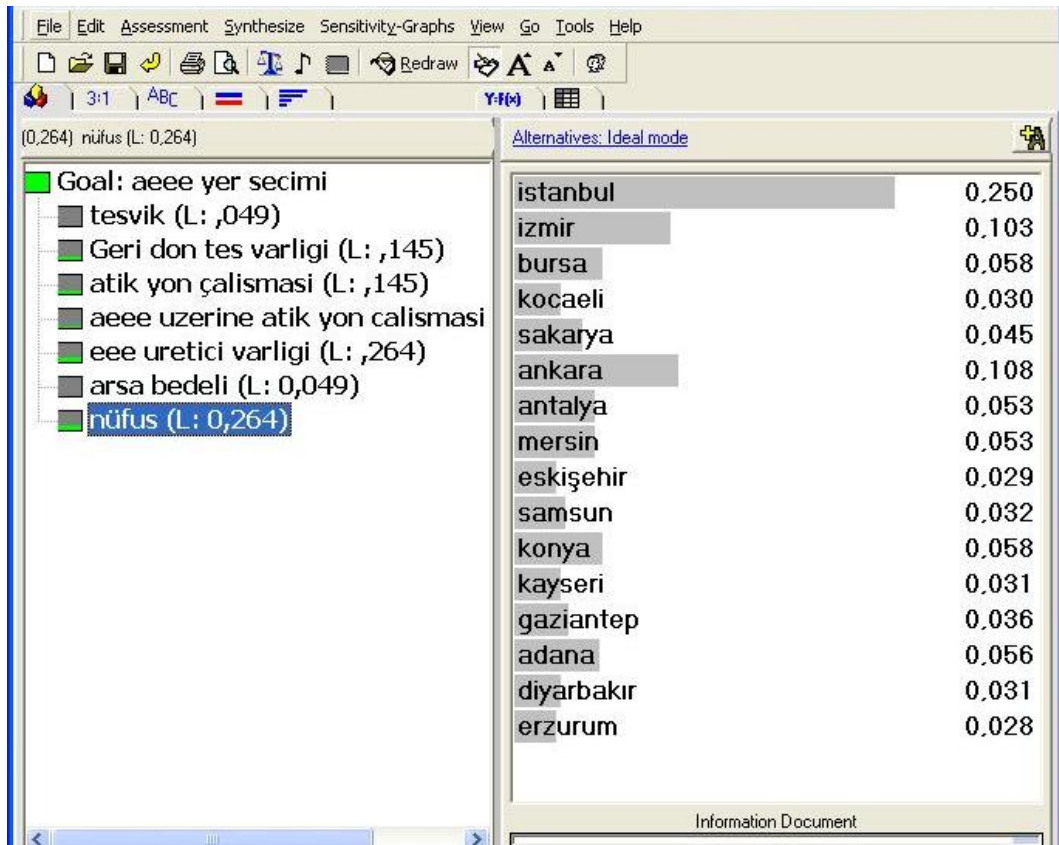 File Edit Assessment Synthesize Sensitivity-Graphs View Go Tools Help
Redraw A A
3:1 ABC Y=F(x)
(0,264) nüfus (L: 0,264)
Goal: aeee yer secimi
tesvik (L: ,049)
Geri don tes varligi (L: ,145)
atik yon çalismasi (L: ,145)
aeee uzerine atik yon calismasi
eee uretici varligi (L: ,264)
arsa bedeli (L: 0,049)
nüfus (L: 0,264)
Alternatives: Ideal mode
istanbul 0,250
izmir 0,103
bursa 0,058
kocaeli 0,030
sakarya 0,045
ankara 0,108
antalya 0,053
mersin 0,053
eskişehir 0,029
samsun 0,032
konya 0,058
kayseri 0,031
gaziantep 0,036
adana 0,056
diyarbakır 0,031
erzurum 0,028
Information Document